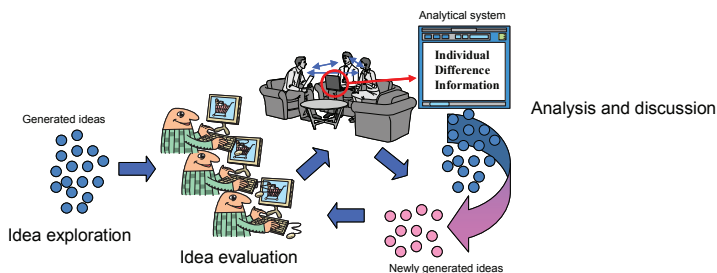 Analytical system
Individual
Difference
Information
Analysis and discussion
Generated ideas
Idea exploration
Idea evaluation
Newly generated ideas